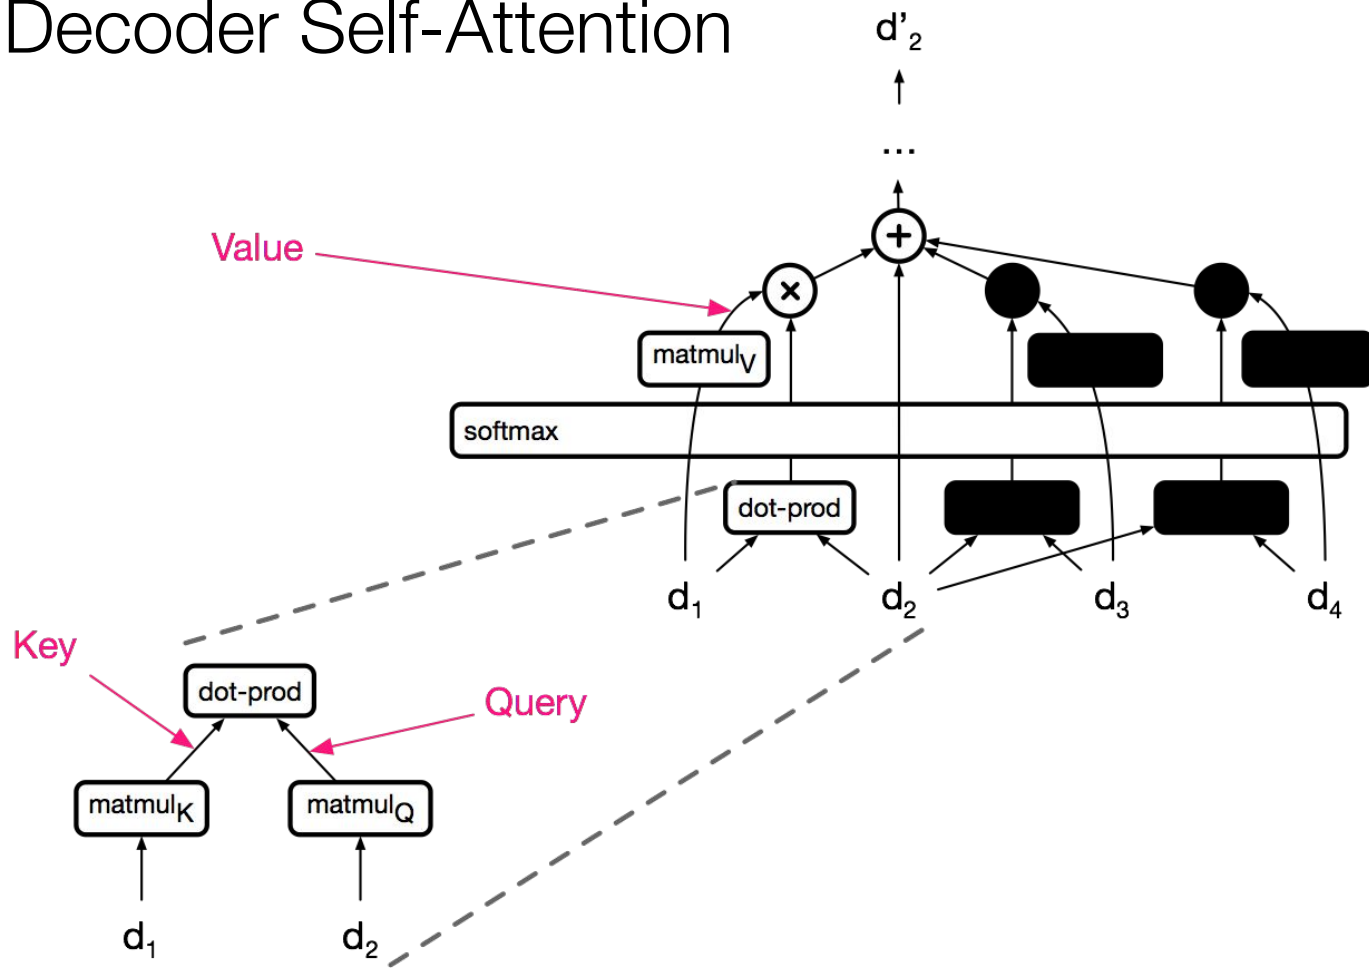 Decoder Self-Attention
d’₂
...
Value
matmulV
softmax
dot-prod
d₁ d₂ d₃ d₄
Key
dot-prod
Query
matmulK matmulQ
d₁ d₂